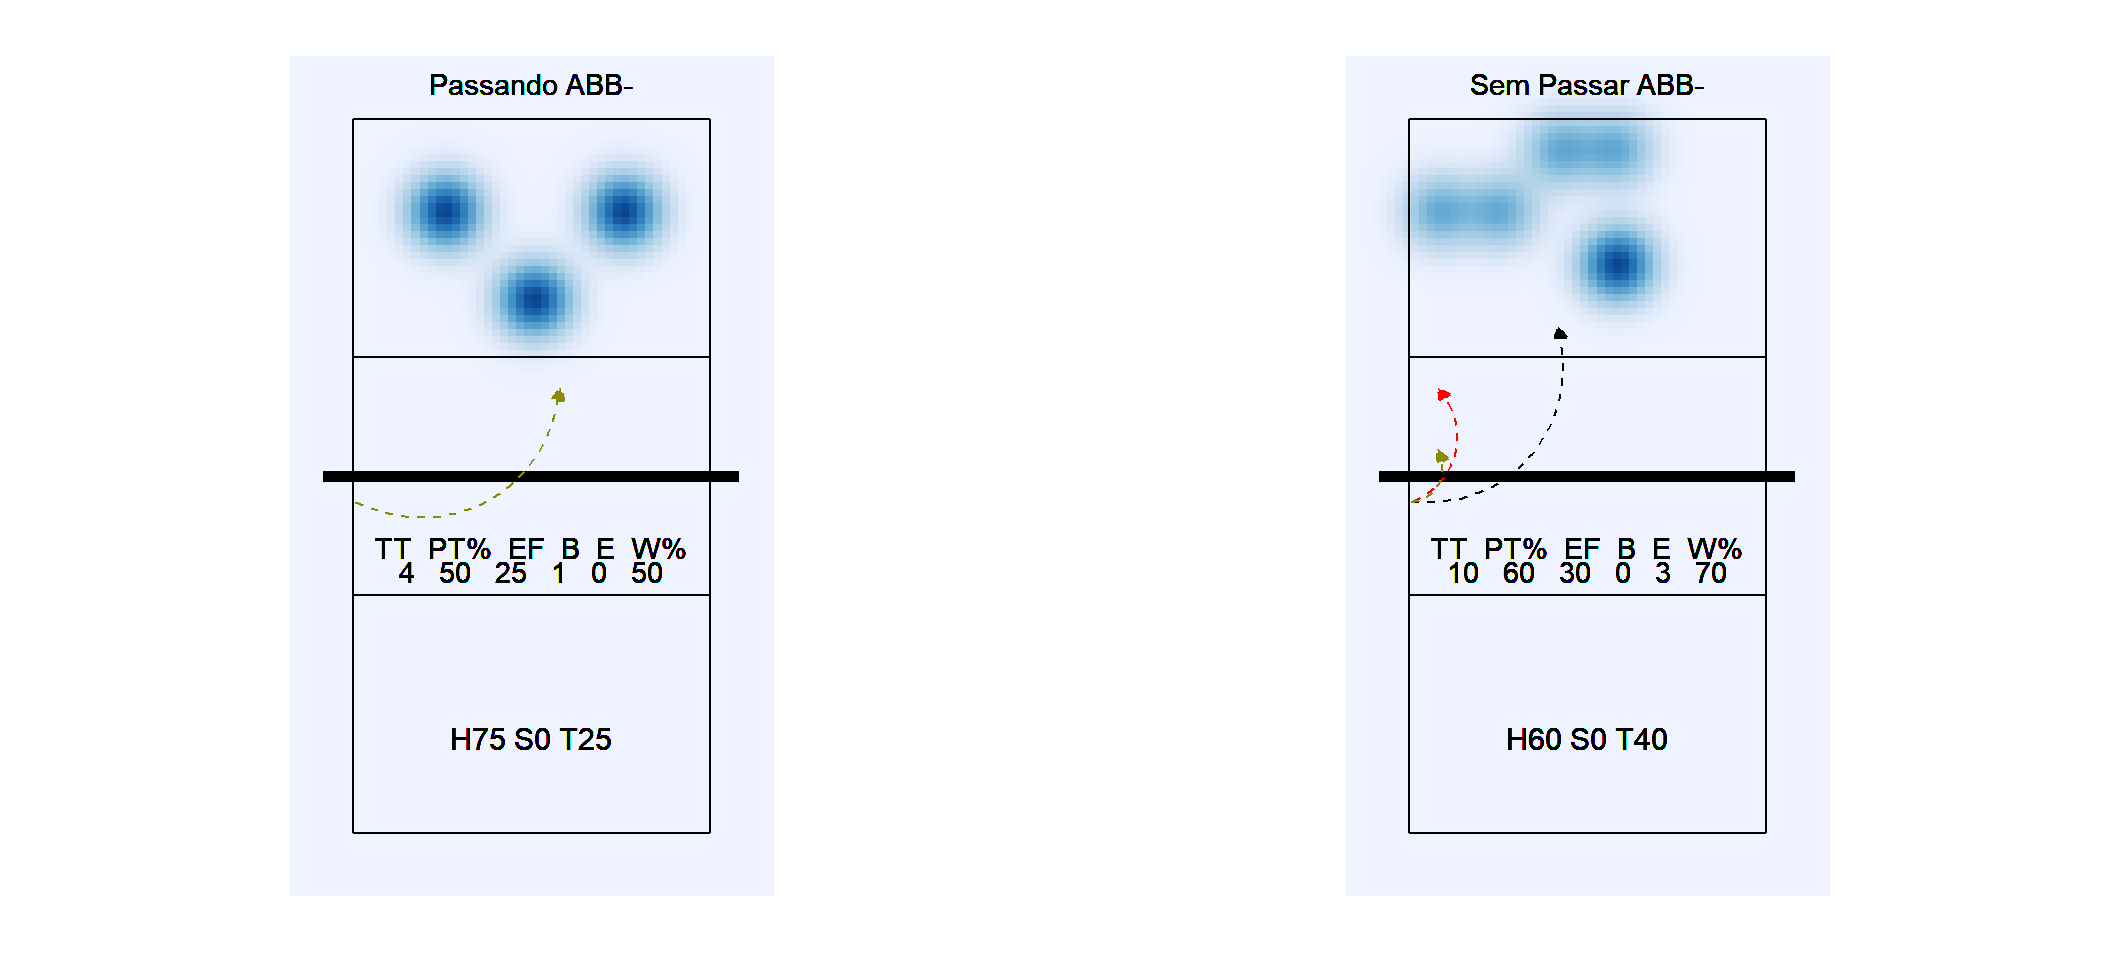 Passando ABB-
TT PT% EF B E W%
4 50 25 1 0 50
H75 S0 T25
Sem Passar ABB-
TT PT% EF B E W%
10 60 30 0 3 70
H60 S0 T40